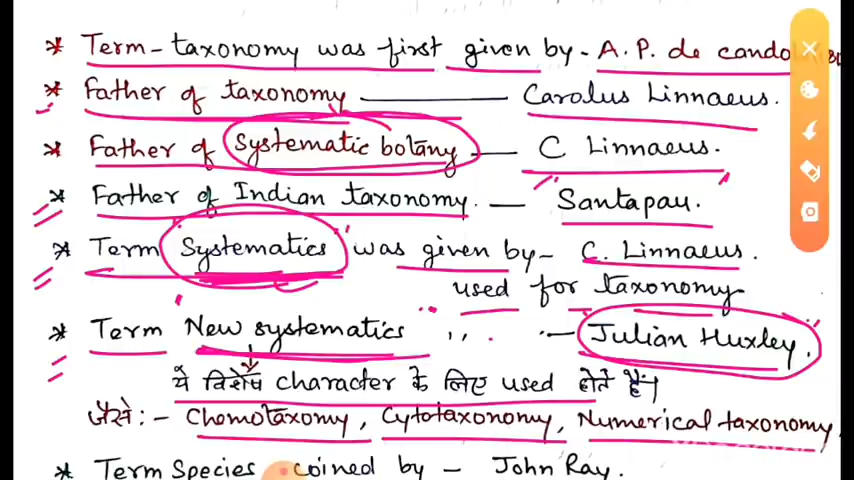 * Term-taxonomy was first given by - A. P. de cando
* Father of taxonomy ——— Carolus Linnaeus.
* Father of Systematic botany — C Linnaeus.
* Father of Indian taxonomy. — Santapau.
* Term Systematics was given by - C. Linnaeus.
used for taxonomy
* Term New systematics ,, . - Julian Huxley.
ये विशेष character के लिए used होते हैं।
जैसे:- Chemotaxomy, Cytotaxonomy, Numerical taxonomy,
* Term Species coined by - John Ray.